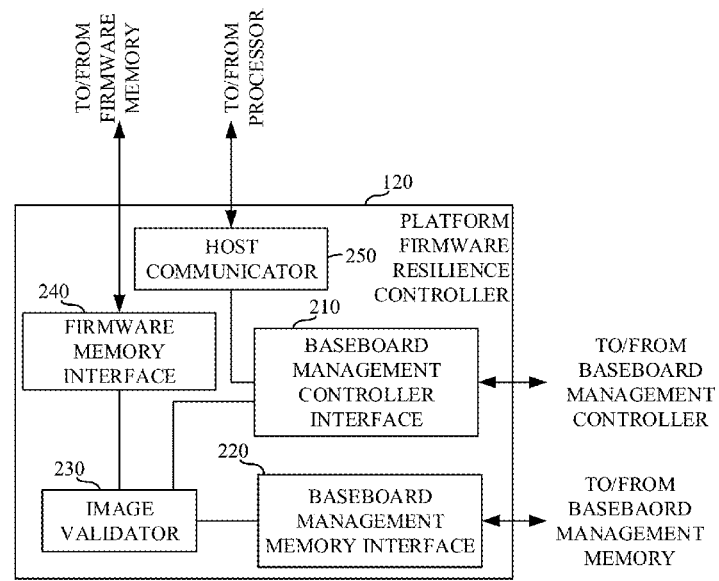 TO/FROM
FIRMWARE
MEMORY
TO/FROM
PROCESSOR
120
PLATFORM
FIRMWARE
RESILIENCE
CONTROLLER
HOST
COMMUNICATOR
250
240
FIRMWARE
MEMORY
INTERFACE
210
BASEBOARD
MANAGEMENT
CONTROLLER
INTERFACE
TO/FROM
BASEBOARD
MANAGEMENT
CONTROLLER
230
IMAGE
VALIDATOR
220
BASEBOARD
MANAGEMENT
MEMORY INTERFACE
TO/FROM
BASEBAORD
MANAGEMENT
MEMORY